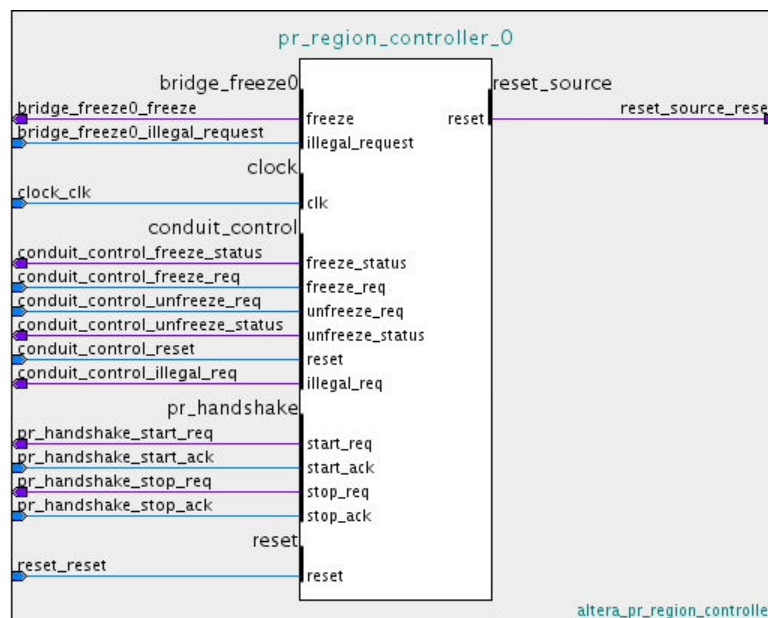 pr_region_controller_0
bridge_freeze0 reset_source
bridge_freeze0_freeze freeze reset reset_source_rese
bridge_freeze0_illegal_request illegal_request
clock
clock_clk clk
conduit_control
conduit_control_freeze_status freeze_status
conduit_control_freeze_req freeze_req
conduit_control_unfreeze_req unfreeze_req
conduit_control_unfreeze_status unfreeze_status
conduit_control_reset reset
conduit_control_illegal_req illegal_req
pr_handshake
pr_handshake_start_req start_req
pr_handshake_start_ack start_ack
pr_handshake_stop_req stop_req
pr_handshake_stop_ack stop_ack
reset
reset_reset reset
altera_pr_region_controlle